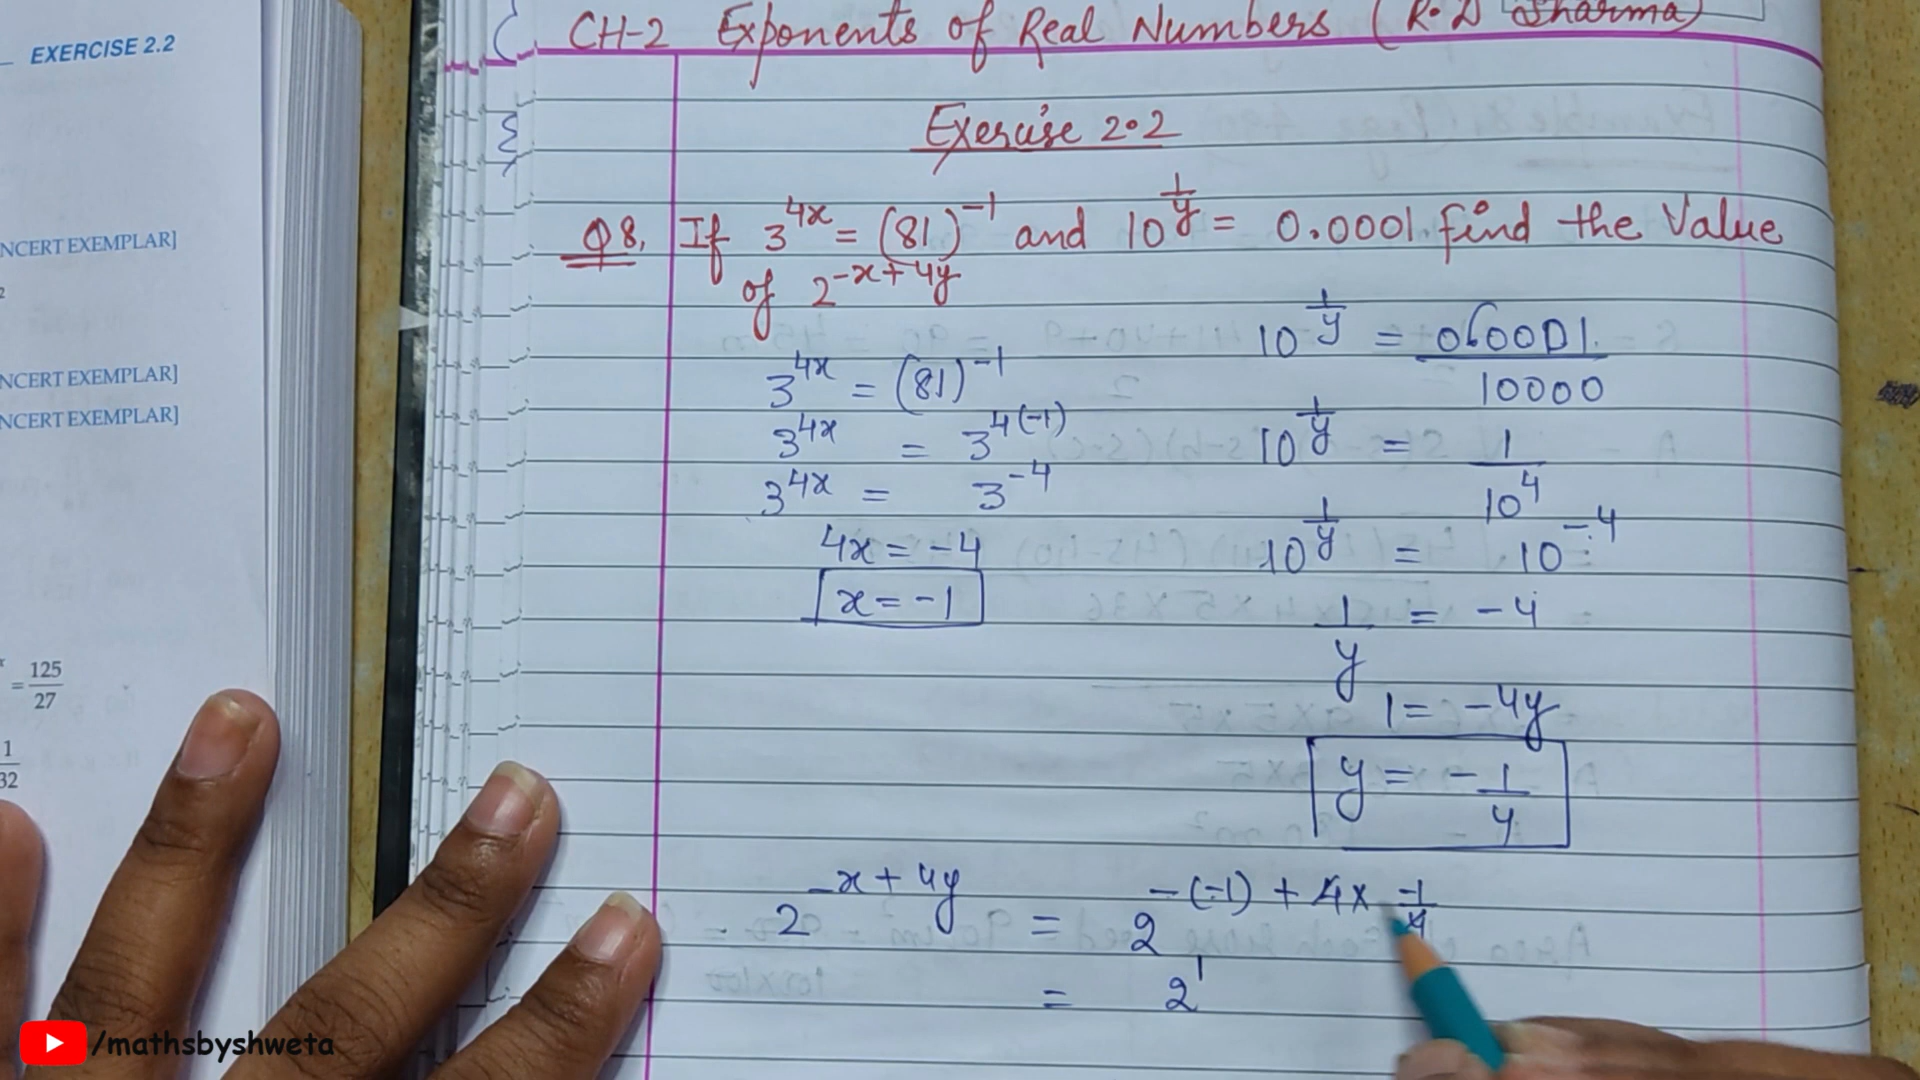 EXERCISE 2.2
NCERT EXEMPLAR]
2
NCERT EXEMPLAR]
NCERT EXEMPLAR]
= 125/27
1/32
CH-2 Exponents of Real Numbers (R.D Sharma)
Exercise 2.2
Q8. If 3^{4x} = (81)^{-1} and 10^{1/y} = 0.0001. find the Value
of 2^{-x+4y}
3^{4x} = (81)^{-1}
3^{4x} = 3^{4(-1)}
3^{4x} = 3^{-4}
4x = -4
x = -1
10^{1/y} = 0.0001/10000
10^{1/y} = 1/10^4
10^{1/y} = 10^{-4}
1/y = -4
1 = -4y
y = -1/4
2^{-x+4y} = 2^{-(-1)+4x-1/4}
= 2^1
/mathsbyshweta